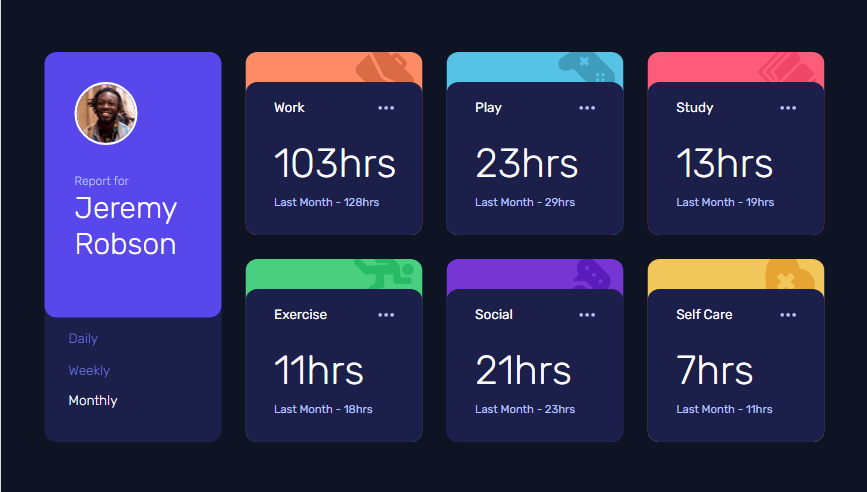 Report for
Jeremy
Robson
Daily
Weekly
Monthly
Work
103hrs
Last Month - 128hrs
Play
23hrs
Last Month - 29hrs
Study
13hrs
Last Month - 19hrs
Exercise
11hrs
Last Month - 18hrs
Social
21hrs
Last Month - 23hrs
Self Care
7hrs
Last Month - 11hrs